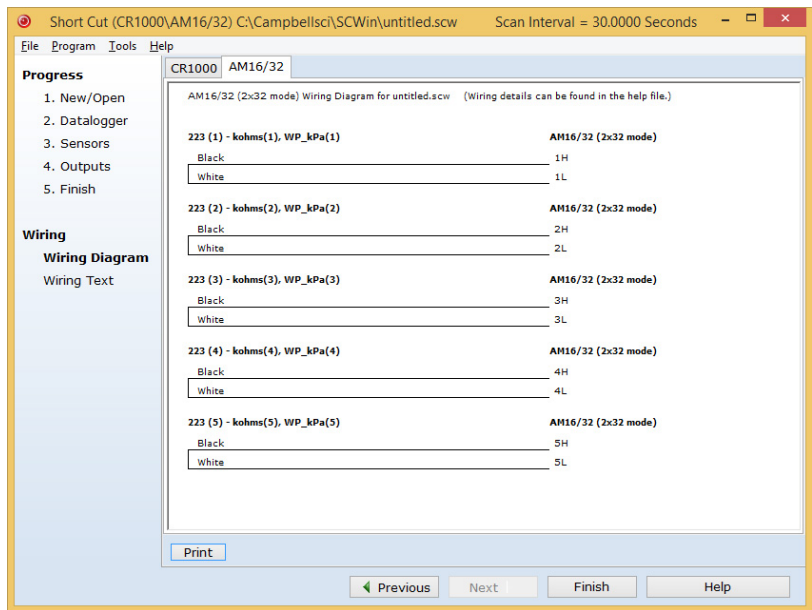 Short Cut (CR1000\AM16/32) C:\Campbellsci\SCWin\untitled.scw Scan Interval = 30.0000 Seconds
File Program Tools Help
Progress
1. New/Open
2. Datalogger
3. Sensors
4. Outputs
5. Finish
Wiring
Wiring Diagram
Wiring Text
CR1000 AM16/32
AM16/32 (2x32 mode) Wiring Diagram for untitled.scw (Wiring details can be found in the help file.)
223 (1) - kohms(1), WP_kPa(1) AM16/32 (2x32 mode)
Black 1H
White 1L
223 (2) - kohms(2), WP_kPa(2) AM16/32 (2x32 mode)
Black 2H
White 2L
223 (3) - kohms(3), WP_kPa(3) AM16/32 (2x32 mode)
Black 3H
White 3L
223 (4) - kohms(4), WP_kPa(4) AM16/32 (2x32 mode)
Black 4H
White 4L
223 (5) - kohms(5), WP_kPa(5) AM16/32 (2x32 mode)
Black 5H
White 5L
Print
Previous Next Finish Help